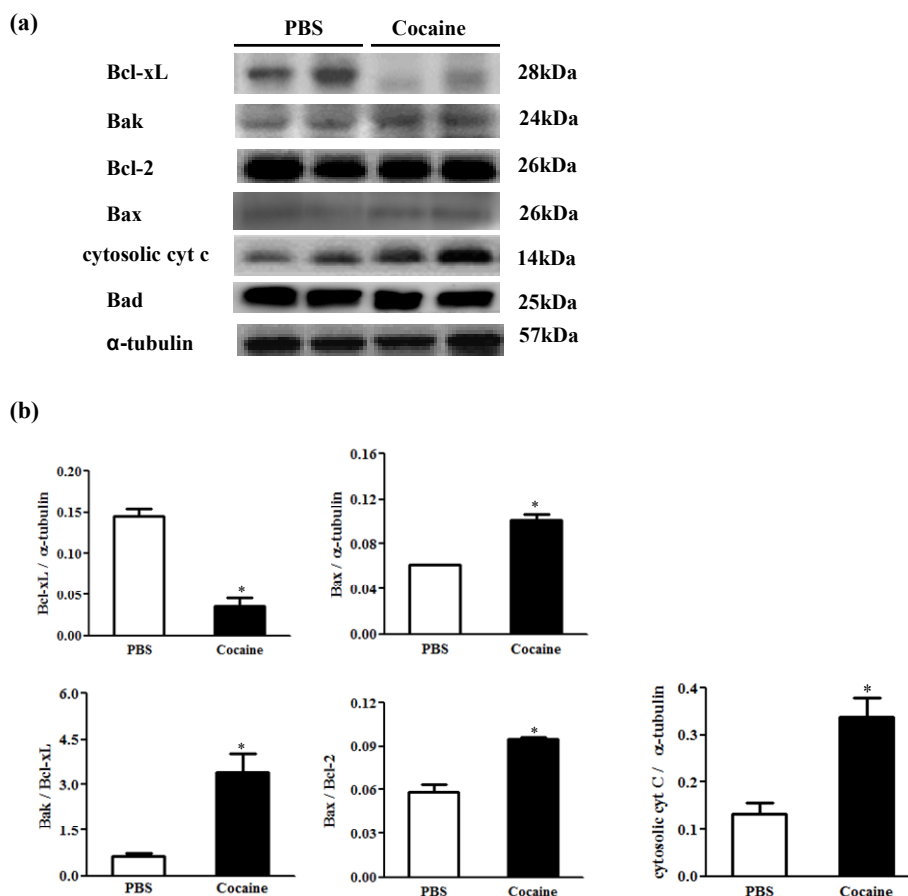 (a)
PBS Cocaine
Bcl-xL 28kDa
Bak 24kDa
Bcl-2 26kDa
Bax 26kDa
cytosolic cyt c 14kDa
Bad 25kDa
α-tubulin 57kDa
(b)
Bcl-xL / α-tubulin
0.20
0.15
0.10
0.05
0.00
*
PBS Cocaine
Bax / α-tubulin
0.16
0.12
0.08
0.04
0.00
*
PBS Cocaine
Bak / Bcl-xL
6.0
4.5
3.0
1.5
0.0
*
PBS Cocaine
Bax / Bcl-2
0.12
0.09
0.06
0.03
0.00
*
PBS Cocaine
cytosolic cyt C / α-tubulin
0.4
0.3
0.2
0.1
0.0
*
PBS Cocaine